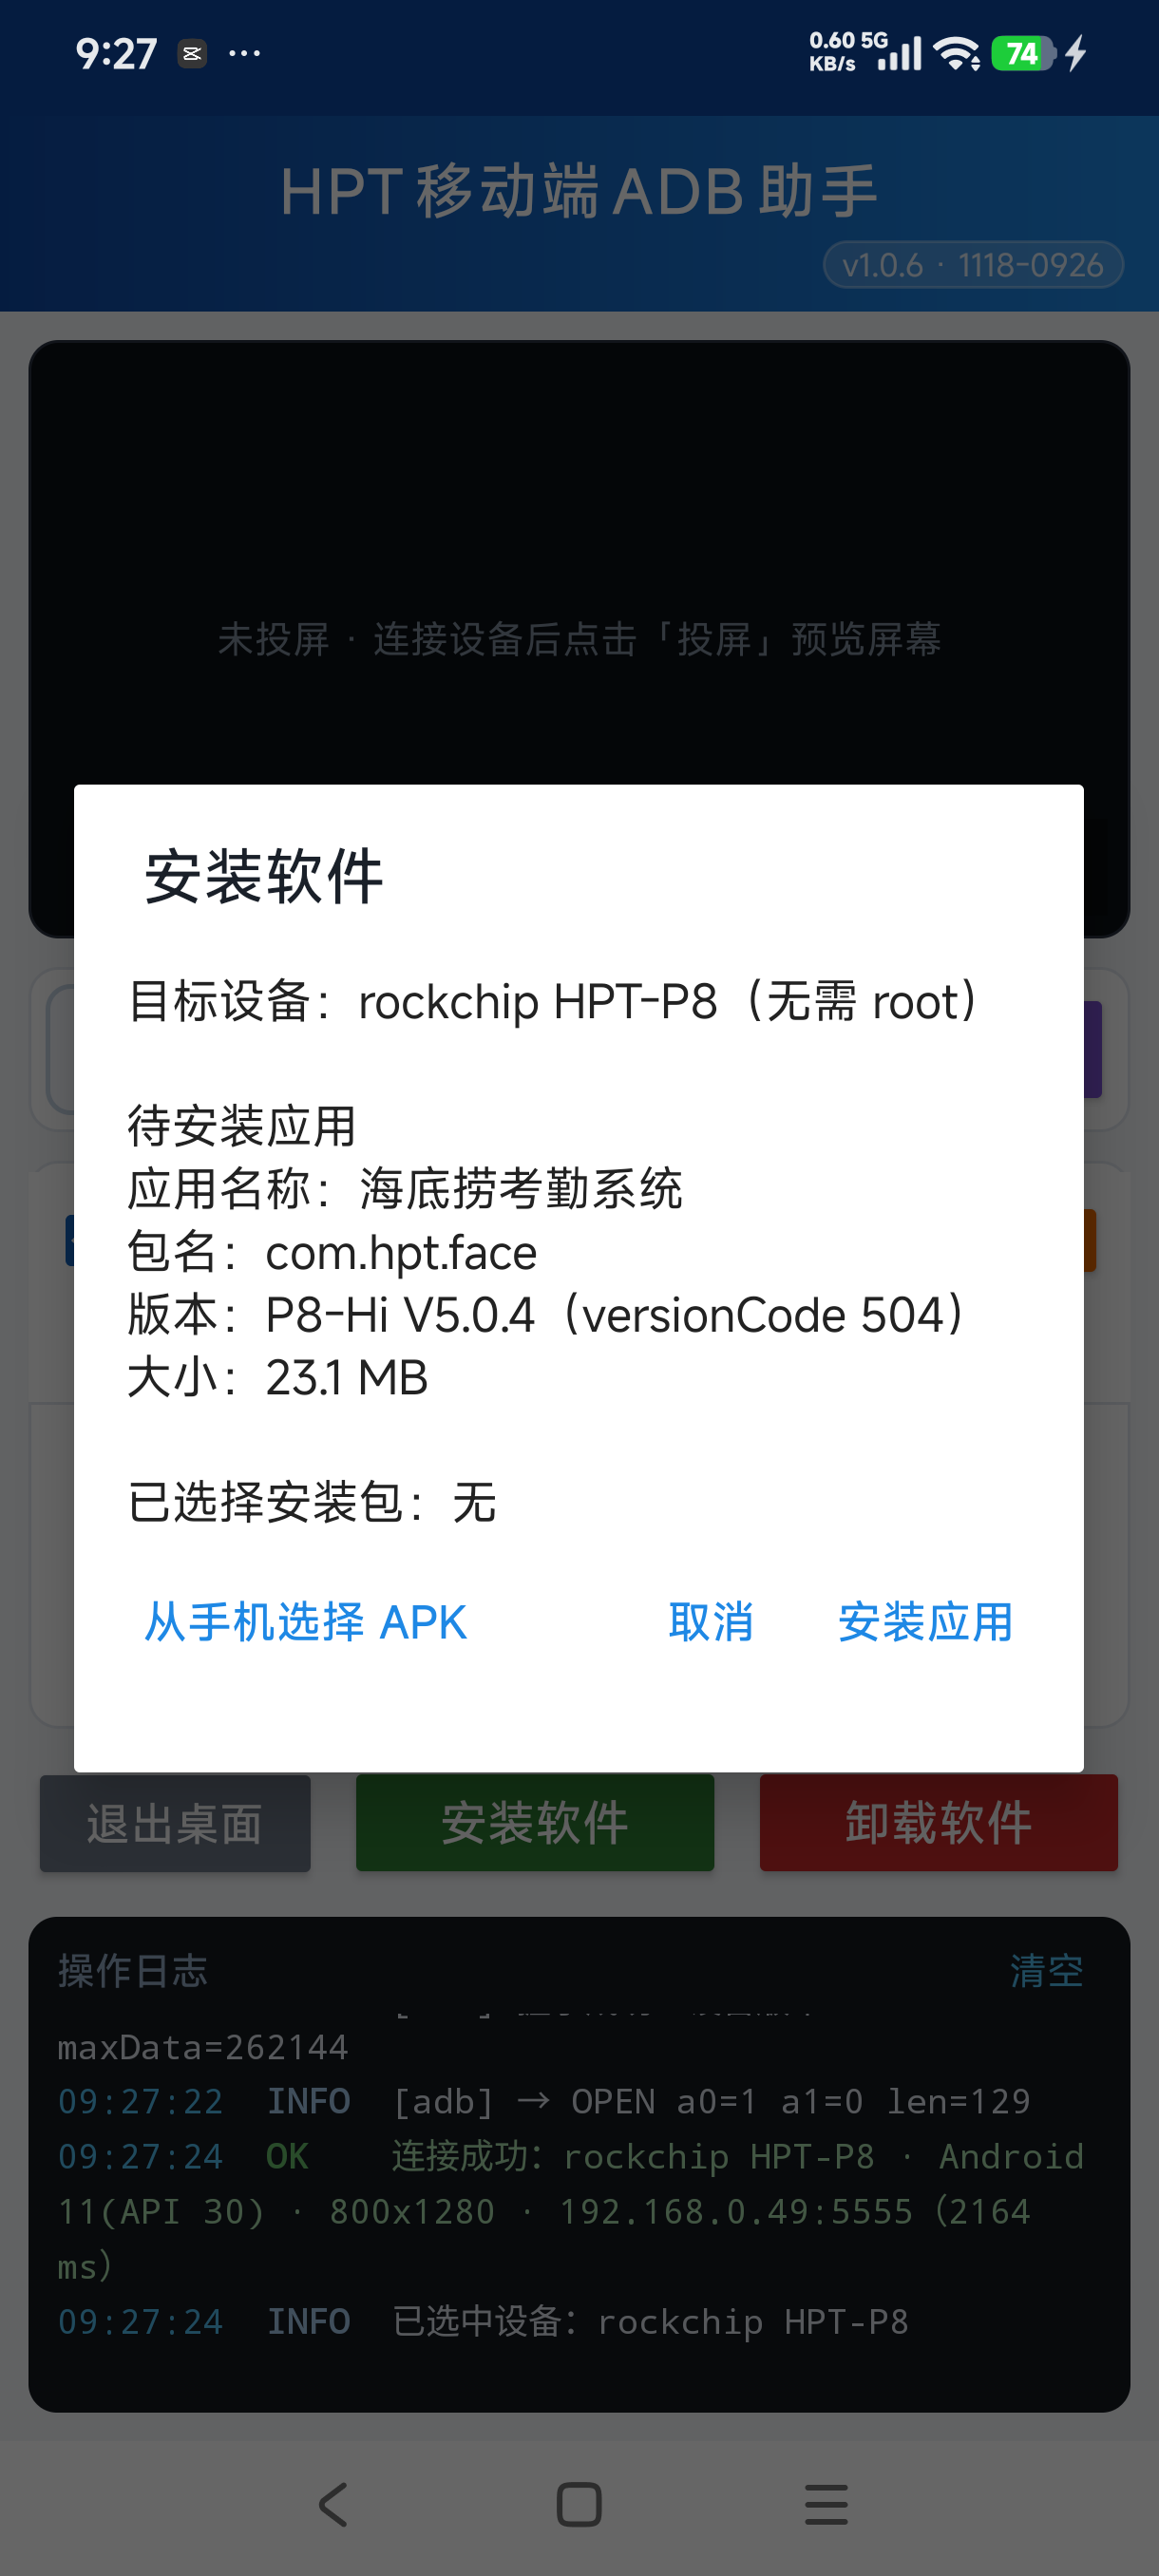 9:27 ··· 0.60 KB/s 5G 74
HPT 移动端 ADB 助手
v1.0.6 · 1118-0926
未投屏 · 连接设备后点击「投屏」预览屏幕
安装软件
目标设备：rockchip HPT-P8（无需 root）
待安装应用
应用名称：海底捞考勤系统
包名：com.hpt.face
版本：P8-Hi V5.0.4（versionCode 504）
大小：23.1 MB
已选择安装包：无
从手机选择 APK 取消 安装应用
退出桌面 安装软件 卸载软件
操作日志 清空
maxData=262144
09:27:22 INFO [adb] → OPEN a0=1 a1=0 len=129
09:27:24 OK 连接成功：rockchip HPT-P8 · Android
11(API 30) · 800x1280 · 192.168.0.49:5555（2164
ms）
09:27:24 INFO 已选中设备：rockchip HPT-P8